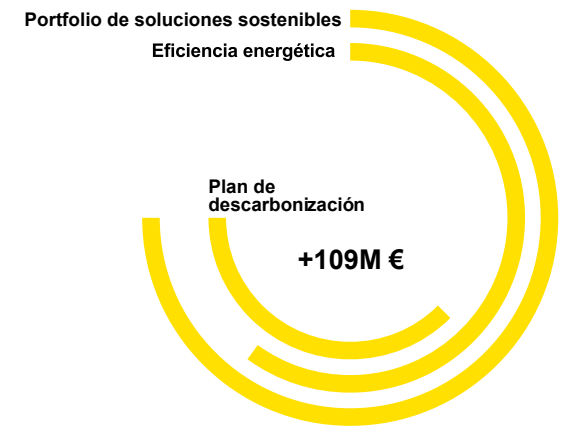 Portfolio de soluciones sostenibles
Eficiencia energética
Plan de
descarbonización
+109M €